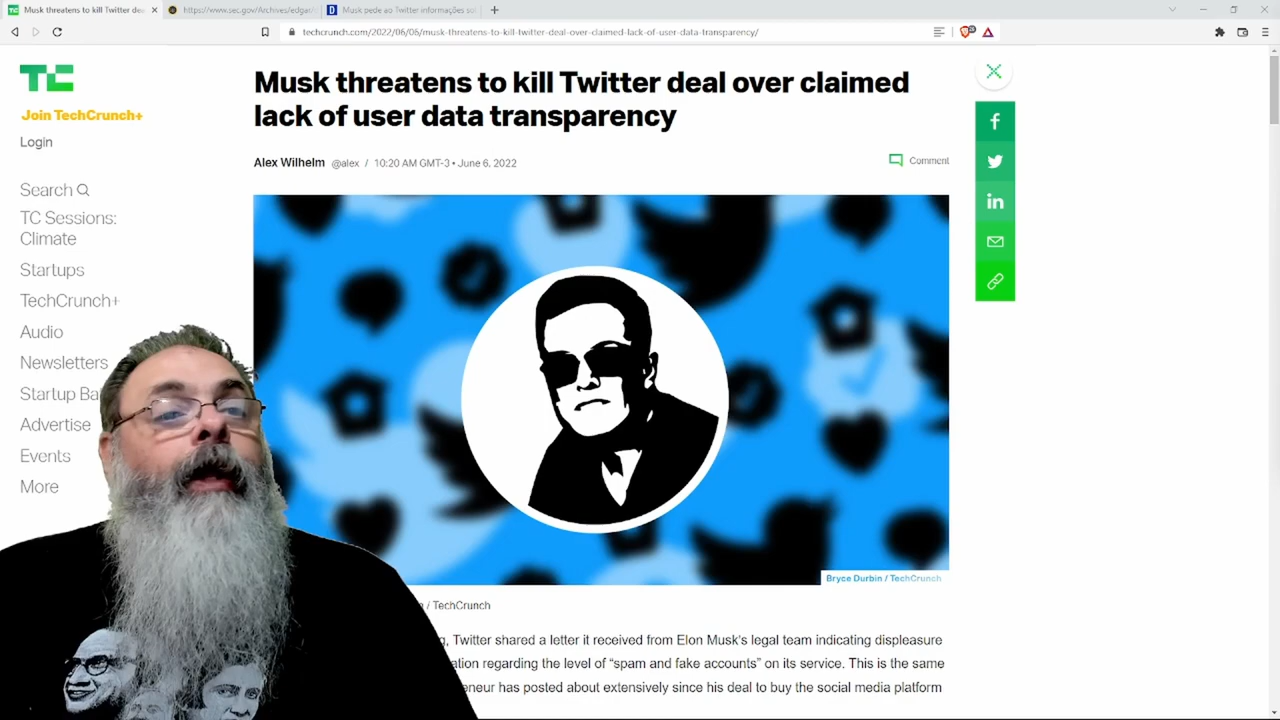 Musk threatens to kill Twitter dea
https://www.sec.gov/Archives/edgar/
Musk pede ao Twitter informações so
techcrunch.com/2022/06/06/musk-threatens-to-kill-twitter-deal-over-claimed-lack-of-user-data-transparency/
TC
Join TechCrunch+
Login
Search
TC Sessions:
Climate
Startups
TechCrunch+
Audio
Newsletters
Startup Ba
Advertise
Events
More
Musk threatens to kill Twitter deal over claimed
lack of user data transparency
Alex Wilhelm @alex / 10:20 AM GMT-3 • June 6, 2022
Comment
Bryce Durbin / TechCrunch
/ TechCrunch
Twitter shared a letter it received from Elon Musk's legal team indicating displeasure
regarding the level of “spam and fake accounts” on its service. This is the same
has posted about extensively since his deal to buy the social media platform